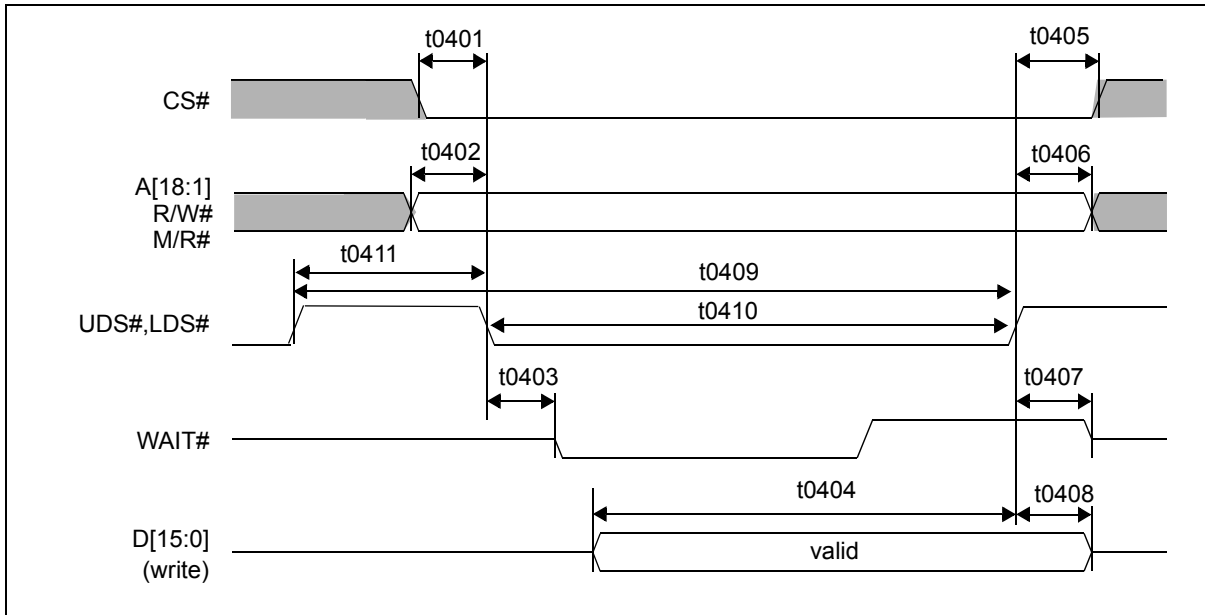 t0401
t0405
CS#
t0402
t0406
A[18:1]
R/W#
M/R#
t0411
t0409
UDS#,LDS#
t0410
t0403
t0407
WAIT#
t0404
t0408
D[15:0]
(write)
valid